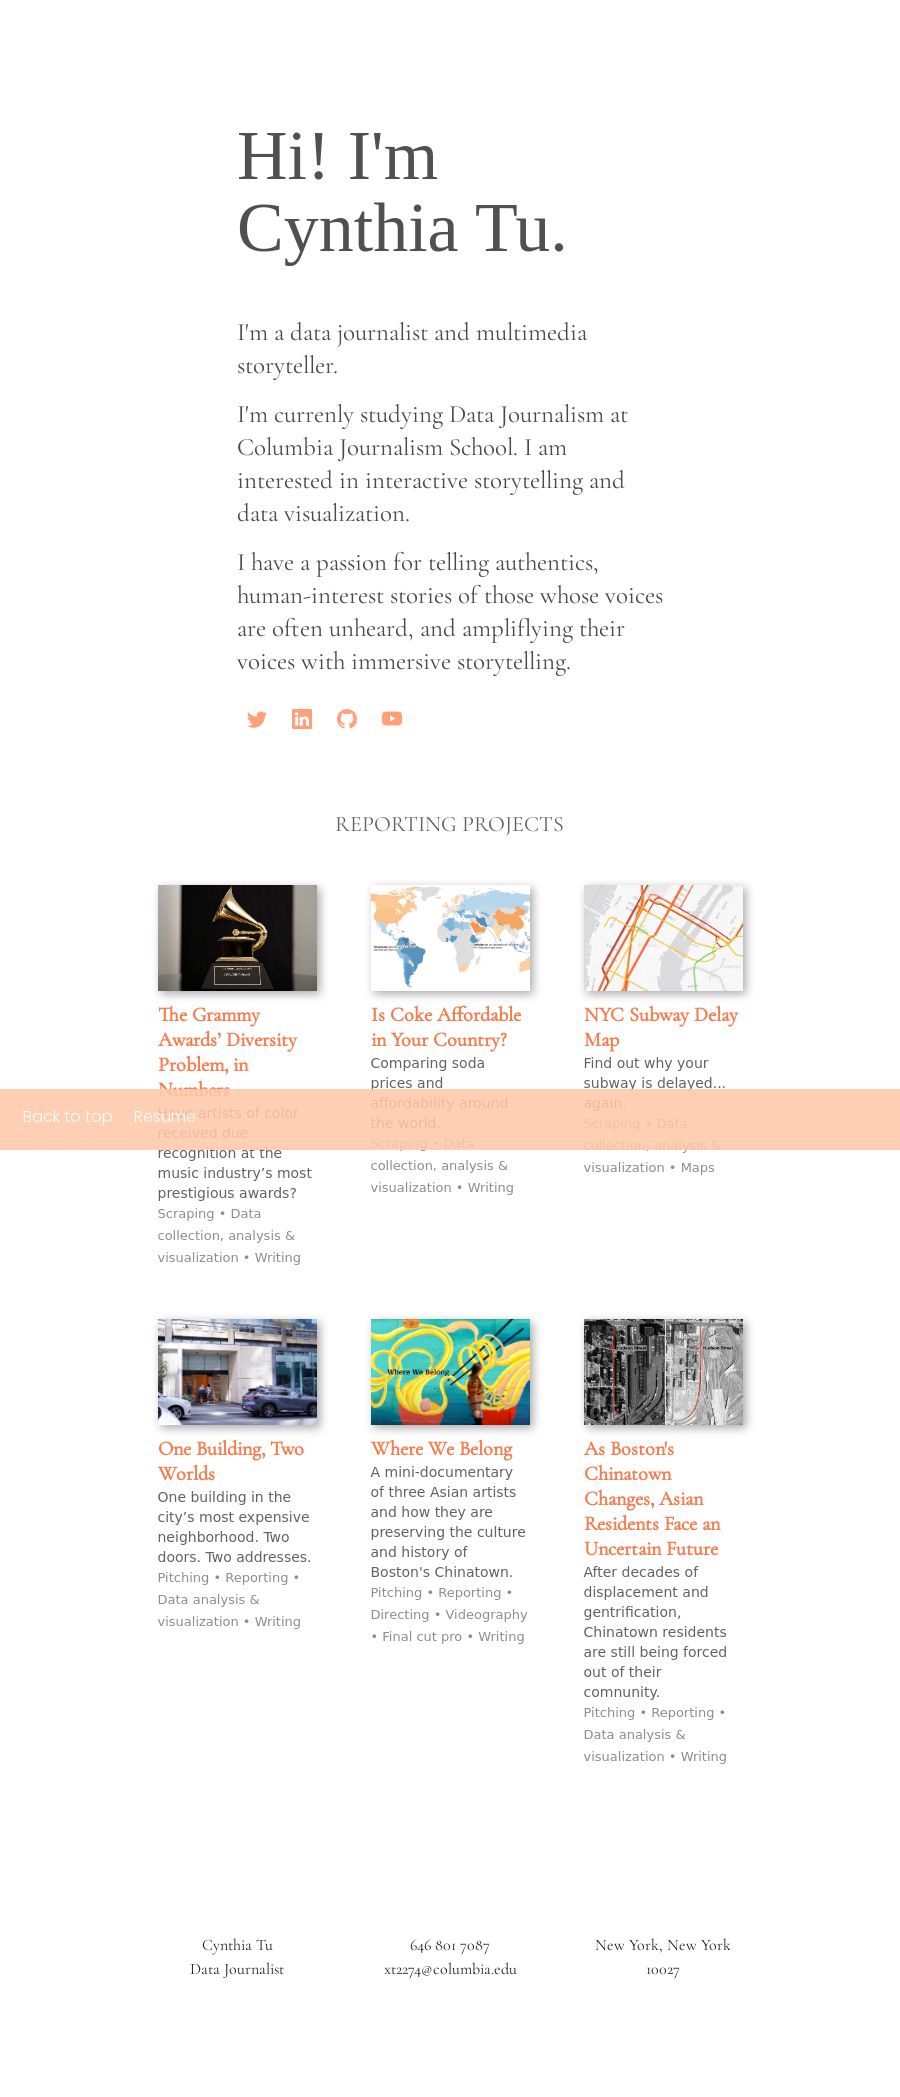 Hi! I'm
Cynthia Tu.
I'm a data journalist and multimedia
storyteller.
I'm currenly studying Data Journalism at
Columbia Journalism School. I am
interested in interactive storytelling and
data visualization.
I have a passion for telling authentics,
human-interest stories of those whose voices
are often unheard, and ampliflying their
voices with immersive storytelling.
REPORTING PROJECTS
The Grammy
Awards’ Diversity
Problem, in
Numbers
Have artists of color
received due
recognition at the
music industry’s most
prestigious awards?
Scraping • Data
collection, analysis &
visualization • Writing
Is Coke Affordable
in Your Country?
Comparing soda
prices and
affordability around
the world.
Scraping • Data
collection, analysis &
visualization • Writing
NYC Subway Delay
Map
Find out why your
subway is delayed...
again.
Scraping • Data
collection, analysis &
visualization • Maps
Back to top Resume
One Building, Two
Worlds
One building in the
city’s most expensive
neighborhood. Two
doors. Two addresses.
Pitching • Reporting •
Data analysis &
visualization • Writing
Where We Belong
Where We Belong
A mini-documentary
of three Asian artists
and how they are
preserving the culture
and history of
Boston's Chinatown.
Pitching • Reporting •
Directing • Videography
• Final cut pro • Writing
Hudson Street
Hudson Street
As Boston's
Chinatown
Changes, Asian
Residents Face an
Uncertain Future
After decades of
displacement and
gentrification,
Chinatown residents
are still being forced
out of their
comnunity.
Pitching • Reporting •
Data analysis &
visualization • Writing
Cynthia Tu
Data Journalist
646 801 7087
xt2274@columbia.edu
New York, New York
10027